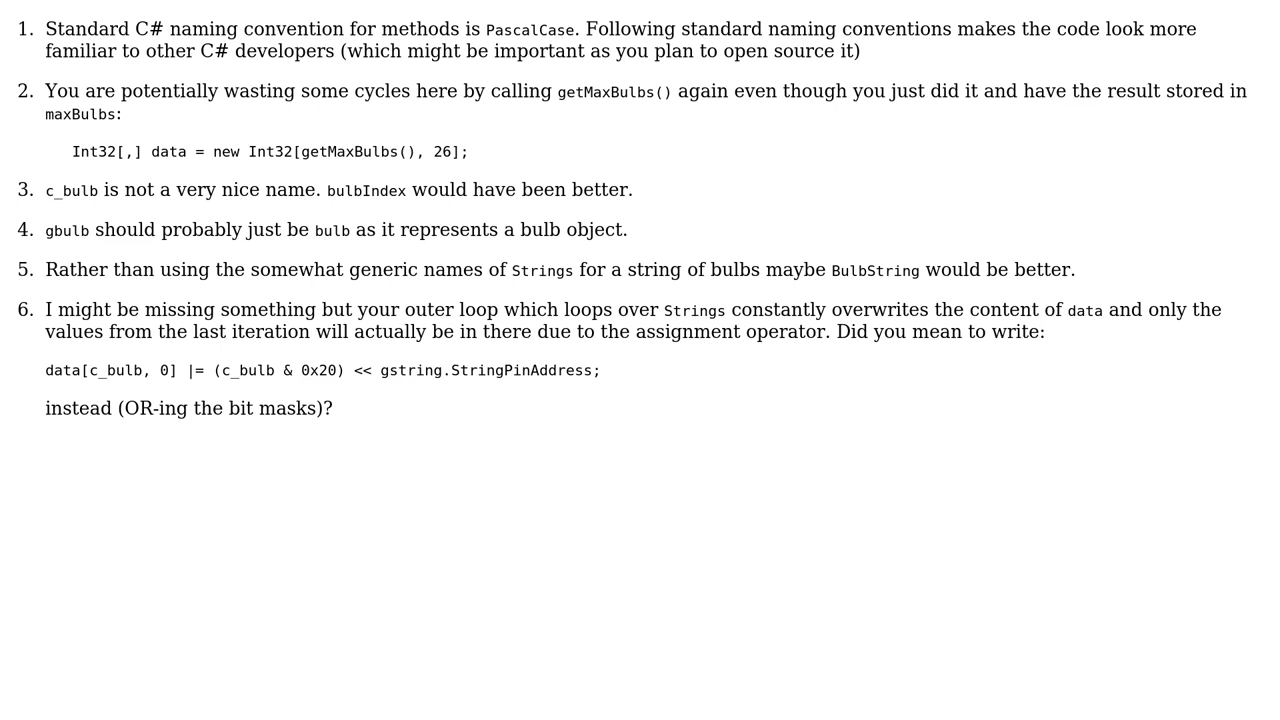 1. Standard C# naming convention for methods is PascalCase. Following standard naming conventions makes the code look more
familiar to other C# developers (which might be important as you plan to open source it)
2. You are potentially wasting some cycles here by calling getMaxBulbs() again even though you just did it and have the result stored in
maxBulbs:
Int32[,] data = new Int32[getMaxBulbs(), 26];
3. c_bulb is not a very nice name. bulbIndex would have been better.
4. gbulb should probably just be bulb as it represents a bulb object.
5. Rather than using the somewhat generic names of Strings for a string of bulbs maybe BulbString would be better.
6. I might be missing something but your outer loop which loops over Strings constantly overwrites the content of data and only the
values from the last iteration will actually be in there due to the assignment operator. Did you mean to write:
data[c_bulb, 0] |= (c_bulb & 0x20) << gstring.StringPinAddress;
instead (OR-ing the bit masks)?